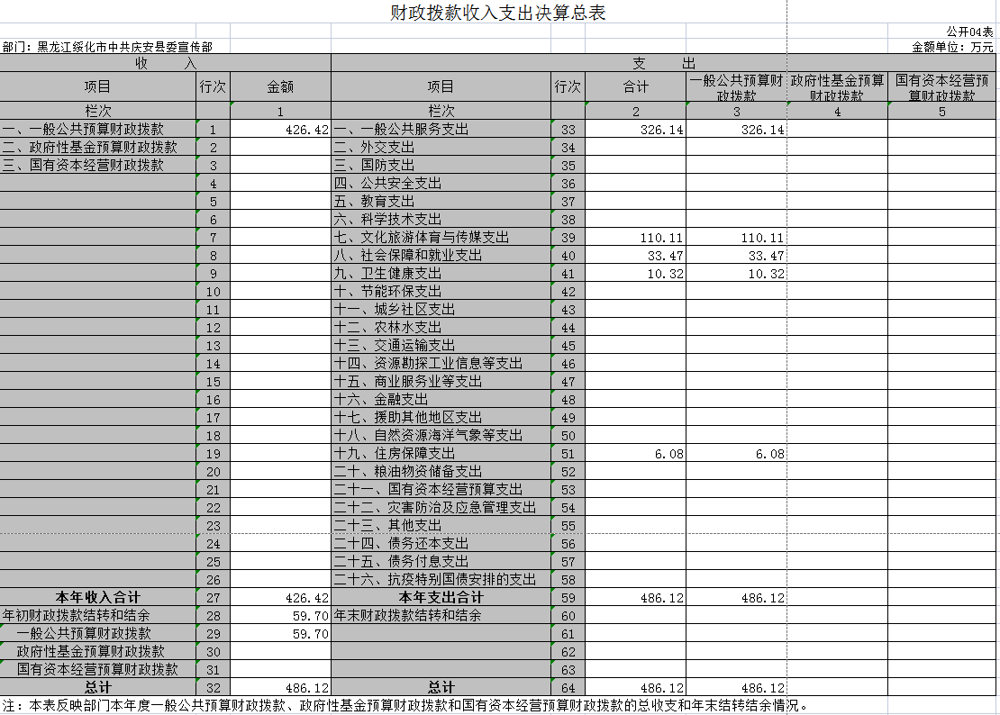 财政拨款收入支出决算总表
公开04表
部门：黑龙江绥化市中共庆安县委宣传部 金额单位：万元
收 入 支 出
项目 行次 金额 项目 行次 合计 一般公共预算财政拨款 政府性基金预算财政拨款 国有资本经营预算财政拨款
栏次 1 栏次 2 3 4 5
一、一般公共预算财政拨款 1 426.42 一、一般公共服务支出 33 326.14 326.14
二、政府性基金预算财政拨款 2 二、外交支出 34
三、国有资本经营财政拨款 3 三、国防支出 35
4 四、公共安全支出 36
5 五、教育支出 37
6 六、科学技术支出 38
7 七、文化旅游体育与传媒支出 39 110.11 110.11
8 八、社会保障和就业支出 40 33.47 33.47
9 九、卫生健康支出 41 10.32 10.32
10 十、节能环保支出 42
11 十一、城乡社区支出 43
12 十二、农林水支出 44
13 十三、交通运输支出 45
14 十四、资源勘探工业信息等支出 46
15 十五、商业服务业等支出 47
16 十六、金融支出 48
17 十七、援助其他地区支出 49
18 十八、自然资源海洋气象等支出 50
19 十九、住房保障支出 51 6.08 6.08
20 二十、粮油物资储备支出 52
21 二十一、国有资本经营预算支出 53
22 二十二、灾害防治及应急管理支出 54
23 二十三、其他支出 55
24 二十四、债务还本支出 56
25 二十五、债务付息支出 57
26 二十六、抗疫特别国债安排的支出 58
本年收入合计 27 426.42 本年支出合计 59 486.12 486.12
年初财政拨款结转和结余 28 59.70 年末财政拨款结转和结余 60
一般公共预算财政拨款 29 59.70 61
政府性基金预算财政拨款 30 62
国有资本经营预算财政拨款 31 63
总计 32 486.12 总计 64 486.12 486.12
注：本表反映部门本年度一般公共预算财政拨款、政府性基金预算财政拨款和国有资本经营预算财政拨款的总收支和年末结转结余情况。